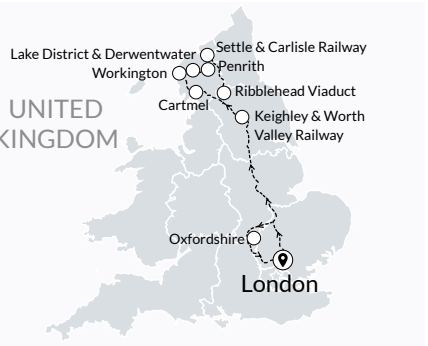 Lake District & Derwentwater
Settle & Carlisle Railway
Workington
Penrith
Ribblehead Viaduct
Cartmel
UNITED
KINGDOM
Keighley & Worth
Valley Railway
Oxfordshire
London